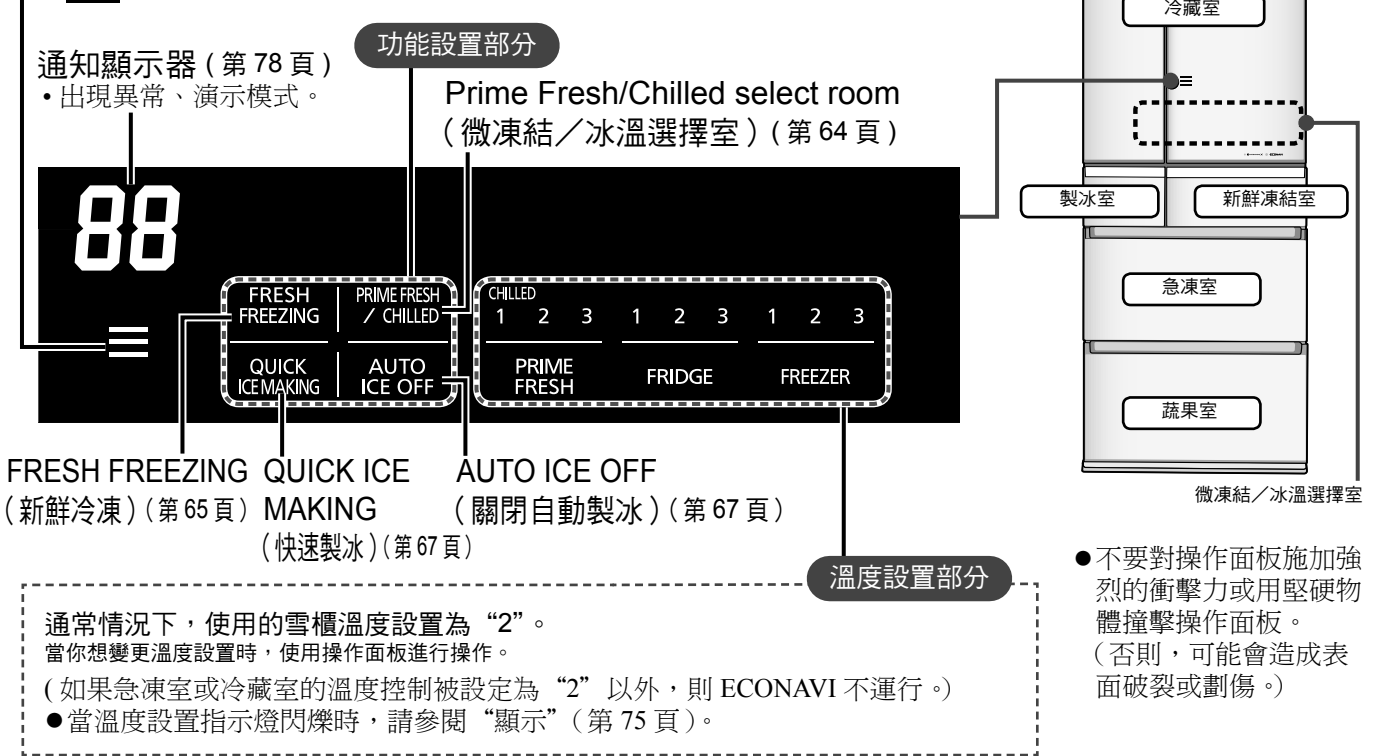 冷藏室
功能設置部分
通知顯示器(第 78 頁)
•出現異常、演示模式。
Prime Fresh/Chilled select room
(微凍結／冰溫選擇室)(第 64 頁)
88
FRESH FREEZING
PRIME FRESH / CHILLED
QUICK ICE MAKING
AUTO ICE OFF
CHILLED
1 2 3 1 2 3 1 2 3
PRIME FRESH
FRIDGE
FREEZER
製冰室
新鮮凍結室
急凍室
蔬果室
微凍結／冰溫選擇室
FRESH FREEZING
(新鮮冷凍)(第 65 頁)
QUICK ICE
MAKING
(快速製冰)(第 67 頁)
AUTO ICE OFF
(關閉自動製冰)(第 67 頁)
溫度設置部分
通常情況下，使用的雪櫃溫度設置為“2”。
當你想變更溫度設置時，使用操作面板進行操作。
(如果急凍室或冷藏室的溫度控制被設定為“2”以外，則 ECONAVI 不運行。)
●當溫度設置指示燈閃爍時，請參閱“顯示”(第 75 頁)。
●不要對操作面板施加強
烈的衝擊力或用堅硬物
體撞擊操作面板。
(否則，可能會造成表
面破裂或劃傷。)